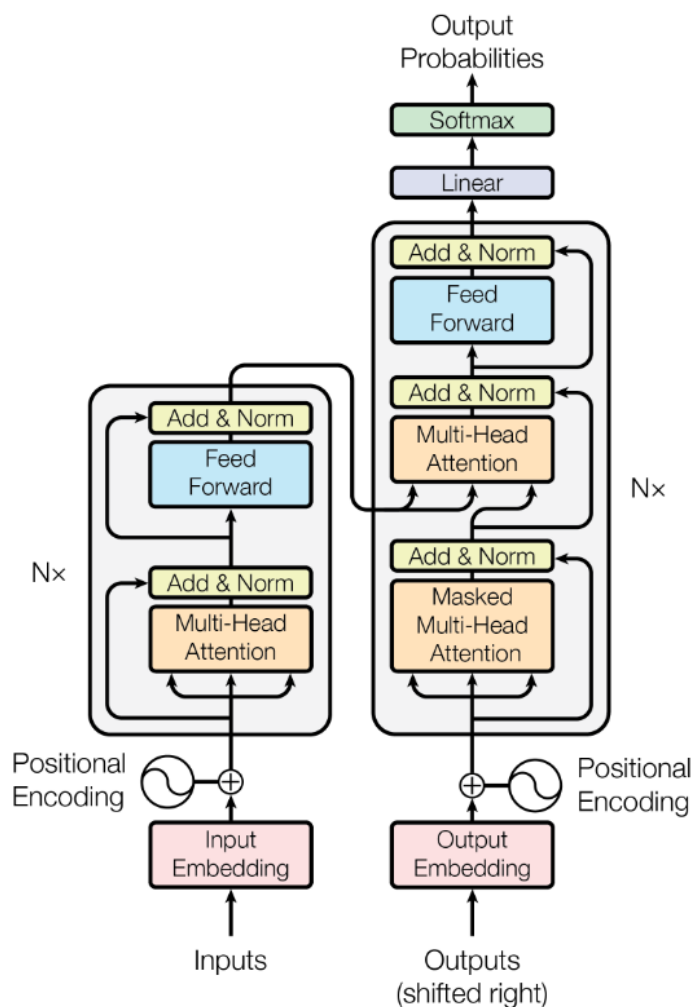 Output
Probabilities
Softmax
Linear
Add & Norm
Feed
Forward
Add & Norm
Multi-Head
Attention
Nx
Add & Norm
Masked
Multi-Head
Attention
Add & Norm
Feed
Forward
Nx
Add & Norm
Multi-Head
Attention
Positional
Encoding
Positional
Encoding
Input
Embedding
Output
Embedding
Inputs
Outputs
(shifted right)